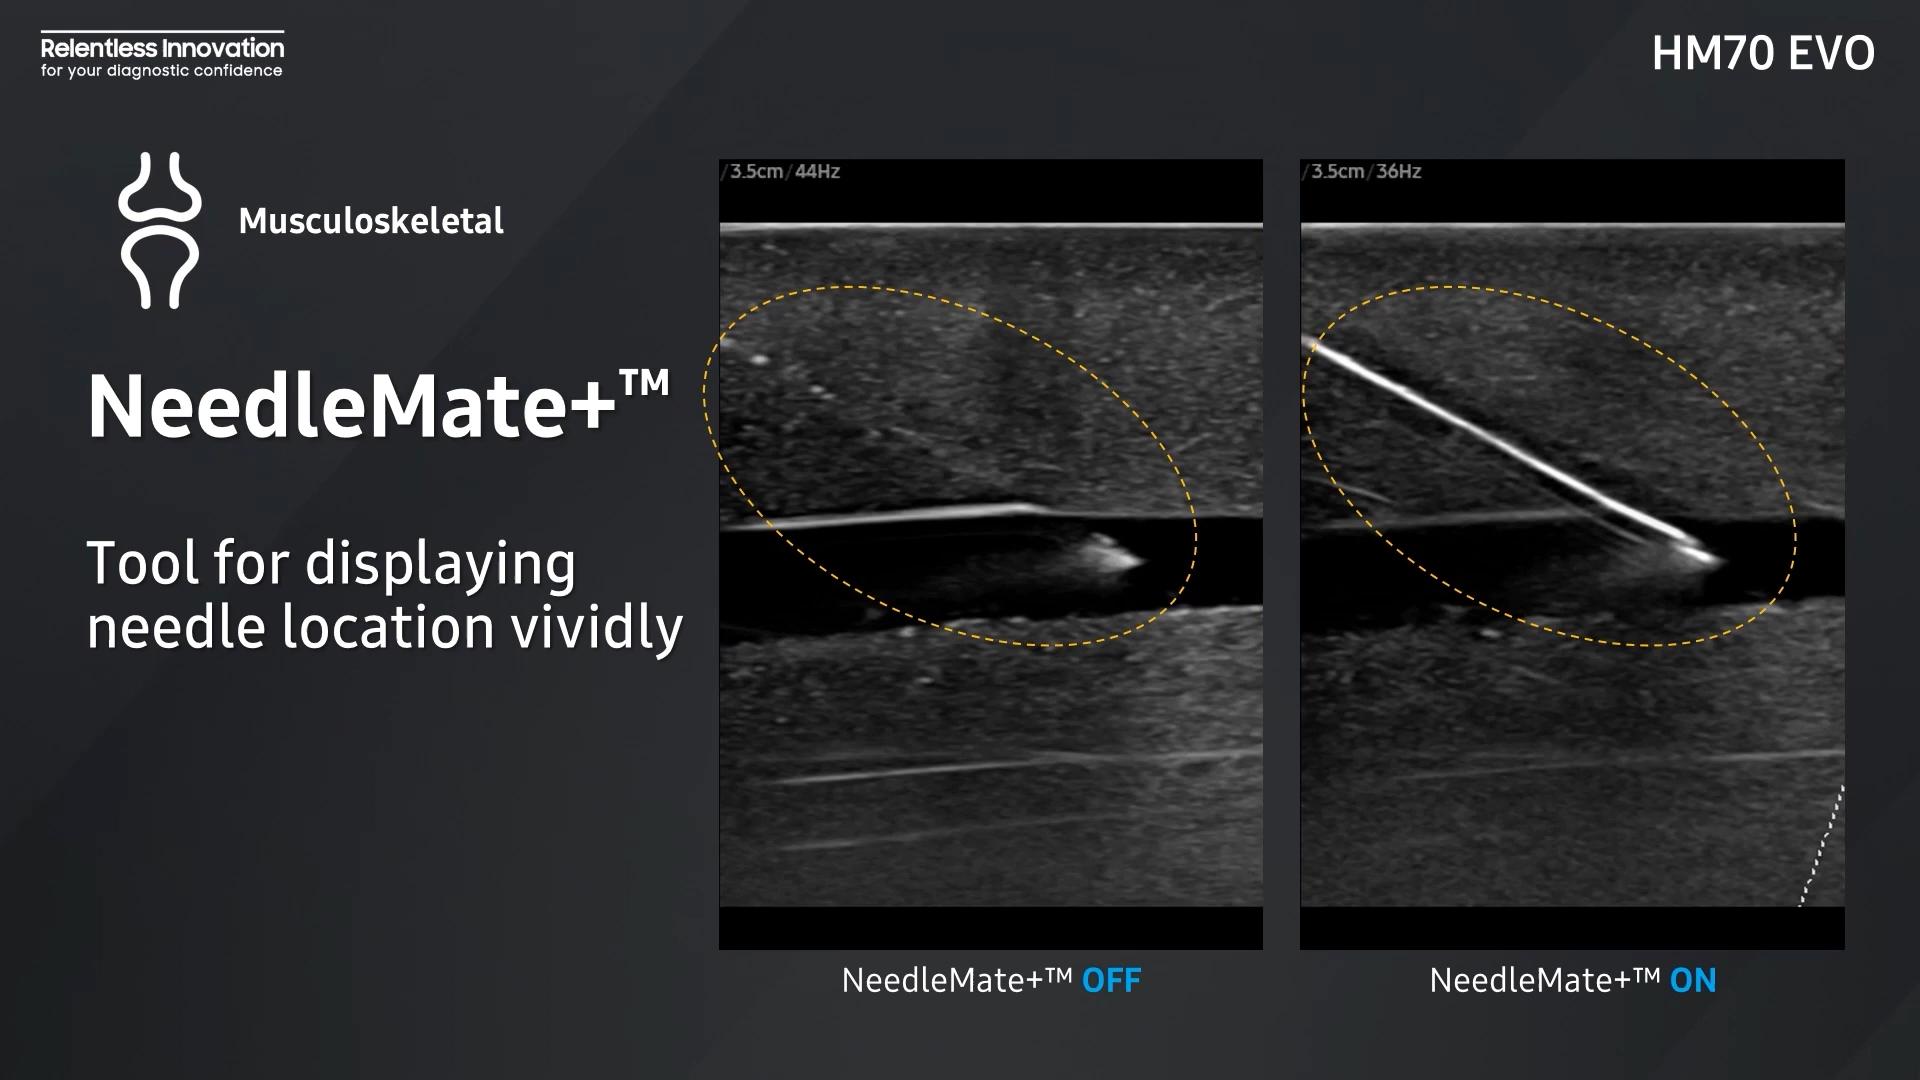 Relentless Innovation
for your diagnostic confidence
HM70 EVO
Musculoskeletal
NeedleMate+™
Tool for displaying
needle location vividly
/3.5cm/44Hz
/3.5cm/36Hz
NeedleMate+™ OFF
NeedleMate+™ ON